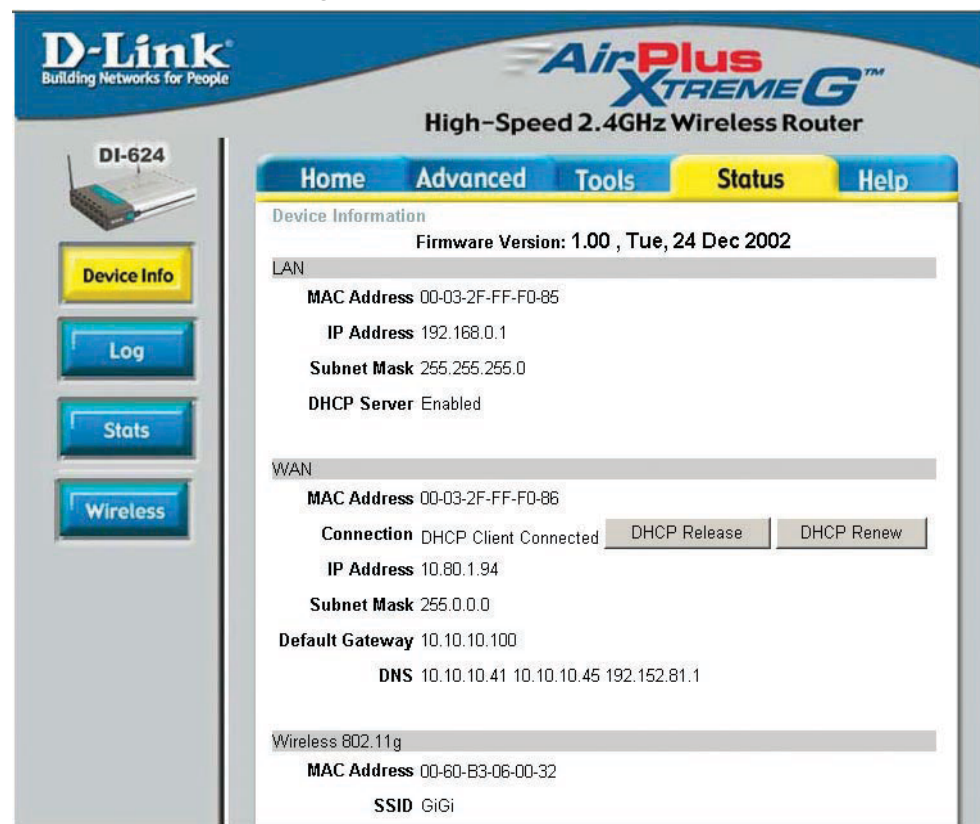 D-Link
Building Networks for People
AirPlus
XTREME G™
High-Speed 2.4GHz Wireless Router
DI-624
Home Advanced Tools Status Help
Device Info
Log
Stats
Wireless
Device Information
Firmware Version: 1.00 , Tue, 24 Dec 2002
LAN
MAC Address 00-03-2F-FF-F0-85
IP Address 192.168.0.1
Subnet Mask 255.255.255.0
DHCP Server Enabled
WAN
MAC Address 00-03-2F-FF-F0-86
Connection DHCP Client Connected DHCP Release DHCP Renew
IP Address 10.80.1.94
Subnet Mask 255.0.0.0
Default Gateway 10.10.10.100
DNS 10.10.10.41 10.10.10.45 192.152.81.1
Wireless 802.11g
MAC Address 00-60-B3-06-00-32
SSID GiGi